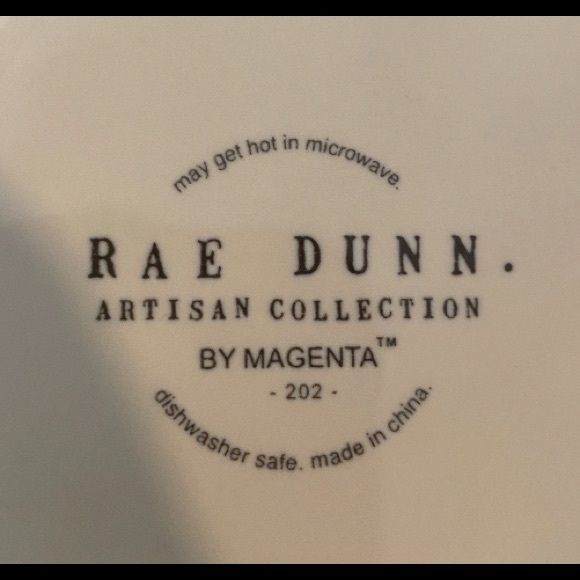 may get hot in microwave.
RAE DUNN.
ARTISAN COLLECTION
BY MAGENTA™
- 202 -
dishwasher safe. made in china.